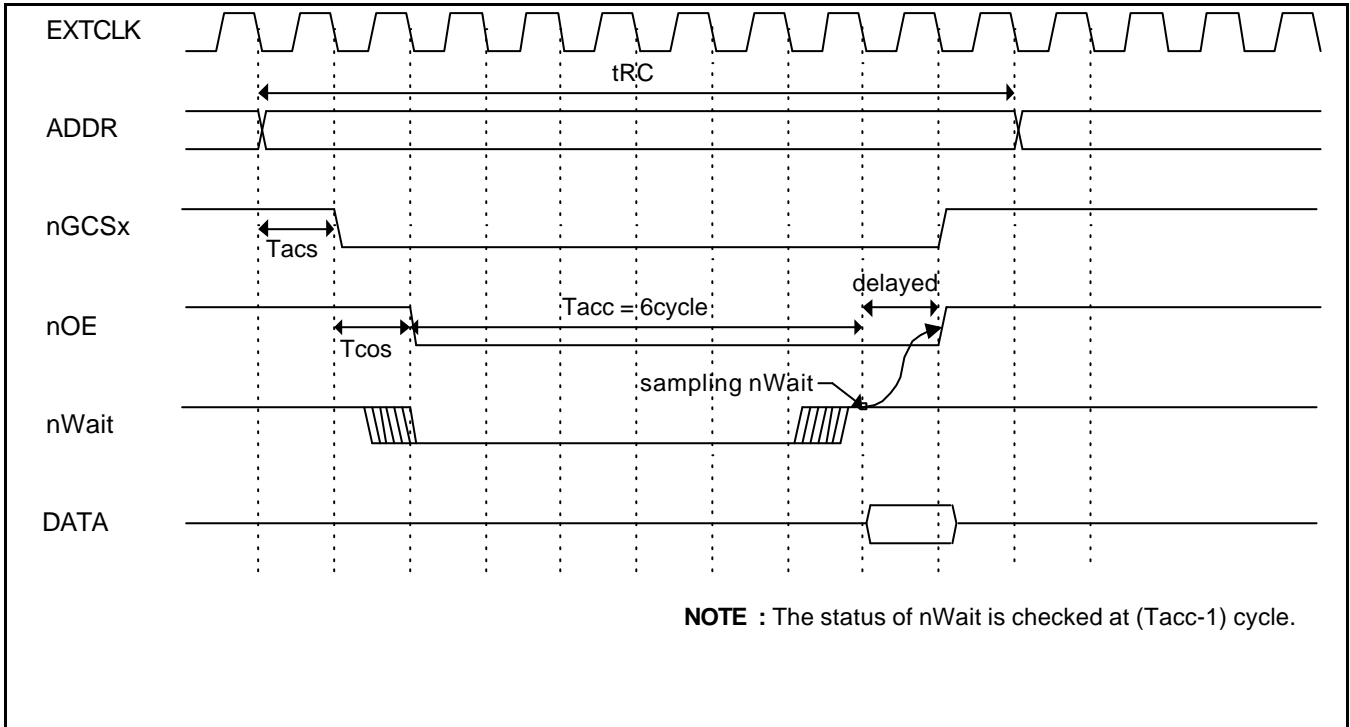 EXTCLK
tRC
ADDR
nGCSx
Tacs
delayed
Tacc = 6cycle
nOE
Tcos
sampling nWait
nWait
DATA
NOTE : The status of nWait is checked at (Tacc-1) cycle.